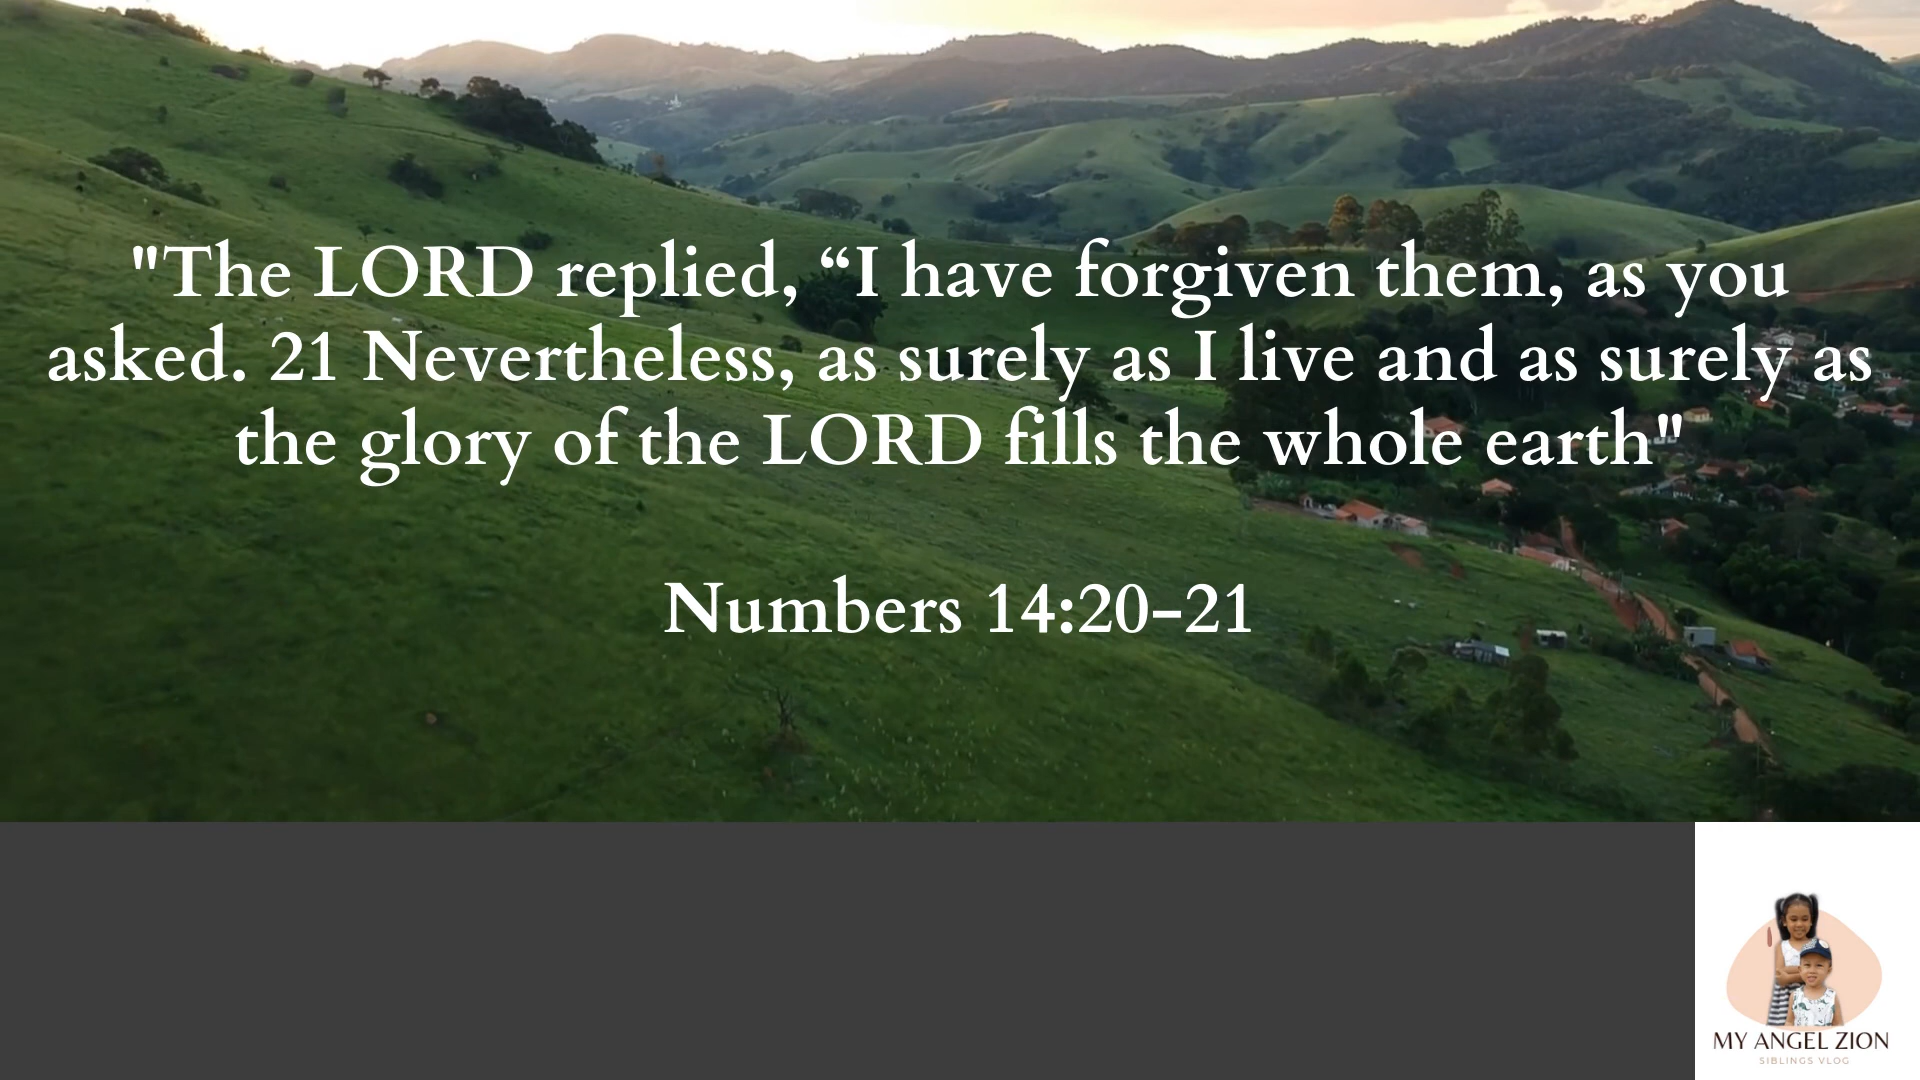 "The LORD replied, “I have forgiven them, as you
asked. 21 Nevertheless, as surely as I live and as surely as
the glory of the LORD fills the whole earth"
Numbers 14:20-21
MY ANGEL ZION
SIBLINGS VLOG